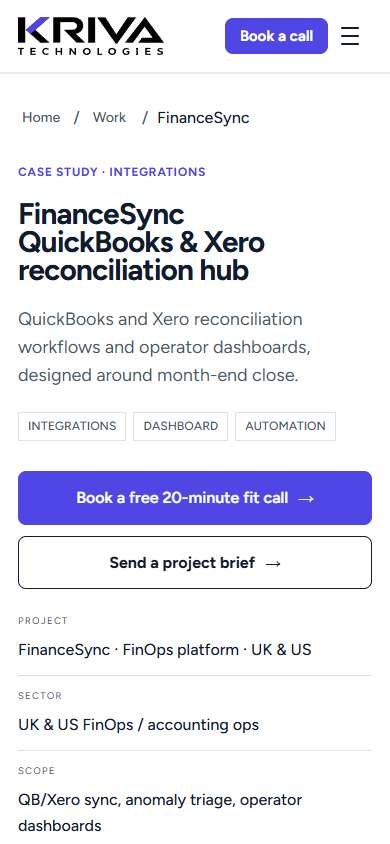 KRIVA
TECHNOLOGIES
Book a call
Home / Work / FinanceSync
CASE STUDY · INTEGRATIONS
FinanceSync
QuickBooks & Xero
reconciliation hub
QuickBooks and Xero reconciliation
workflows and operator dashboards,
designed around month-end close.
INTEGRATIONS DASHBOARD AUTOMATION
Book a free 20-minute fit call →
Send a project brief →
PROJECT
FinanceSync · FinOps platform · UK & US
SECTOR
UK & US FinOps / accounting ops
SCOPE
QB/Xero sync, anomaly triage, operator
dashboards